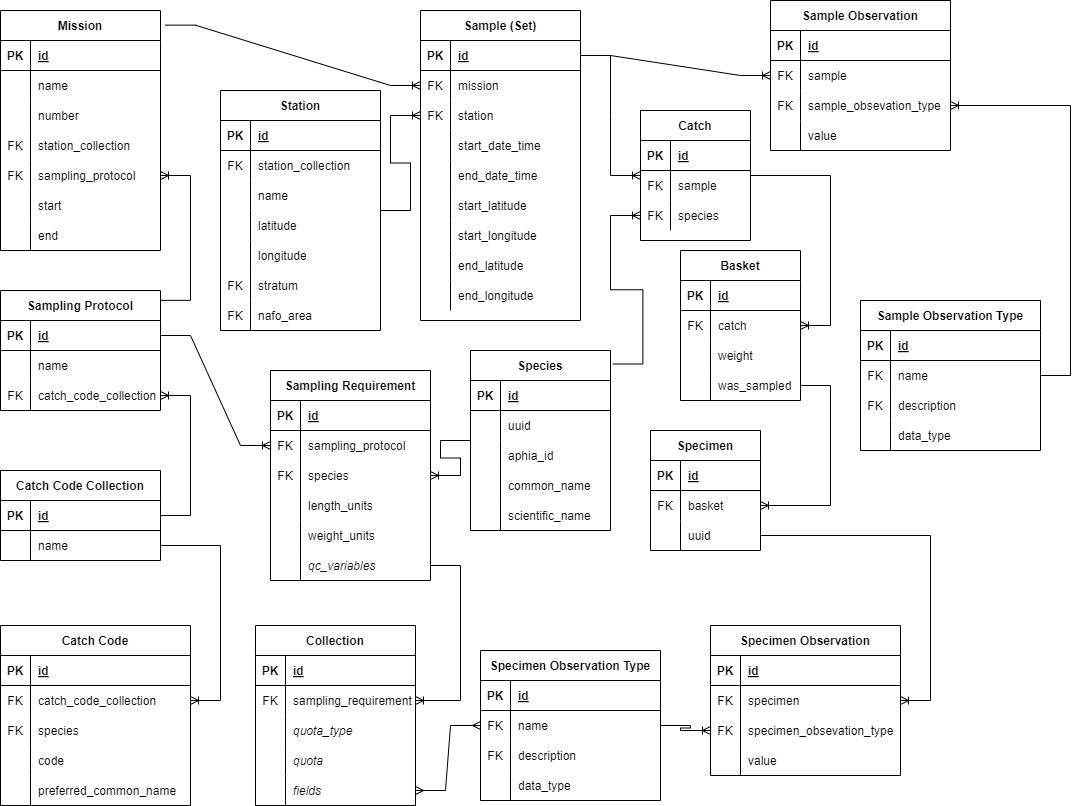 Mission
PK id
name
number
FK station_collection
FK sampling_protocol
start
end
Station
PK id
FK station_collection
name
latitude
longitude
FK stratum
FK nafo_area
Sample (Set)
PK id
FK mission
FK station
start_date_time
end_date_time
start_latitude
start_longitude
end_latitude
end_longitude
Sample Observation
PK id
FK sample
FK sample_obsevation_type
value
Catch
PK id
FK sample
FK species
Basket
PK id
FK catch
weight
was_sampled
Sample Observation Type
PK id
FK name
FK description
data_type
Sampling Protocol
PK id
name
FK catch_code_collection
Sampling Requirement
PK id
FK sampling_protocol
FK species
length_units
weight_units
qc_variables
Species
PK id
uuid
aphia_id
common_name
scientific_name
Specimen
PK id
FK basket
uuid
Catch Code Collection
PK id
name
Catch Code
PK id
FK catch_code_collection
FK species
code
preferred_common_name
Collection
PK id
FK sampling_requirement
quota_type
quota
fields
Specimen Observation Type
PK id
FK name
FK description
data_type
Specimen Observation
PK id
FK specimen
FK specimen_obsevation_type
value